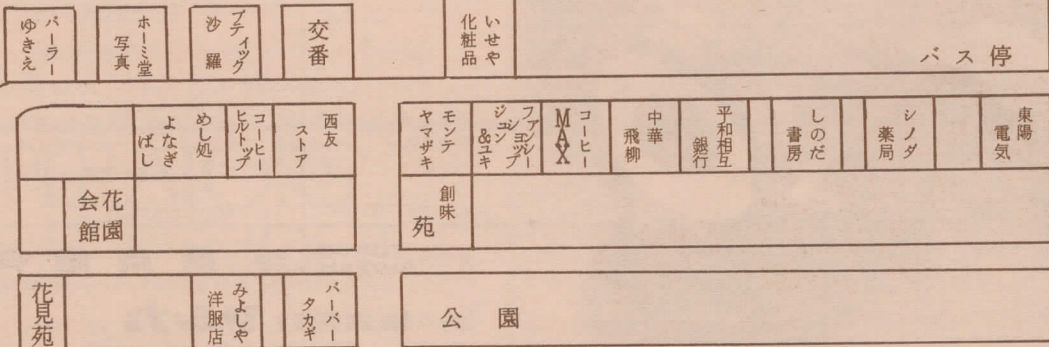 パーラー
ゆきえ
ホーミ堂
写真
ブティック
沙羅
交番
いせや
化粧品
バス停
めし処
よなぎ
ばし
コーヒー
ヒルトップ
西友
ストア
モンテ
ヤマザキ
ファンシー
ショップ
ジュン
&ユキ
コーヒー
MAX
中華
飛柳
平和相互
銀行
しのだ
書房
シノダ
薬局
東陽
電気
花園
会館
創味
苑
花見苑
みよしや
洋服店
バーバー
タカギ
公園